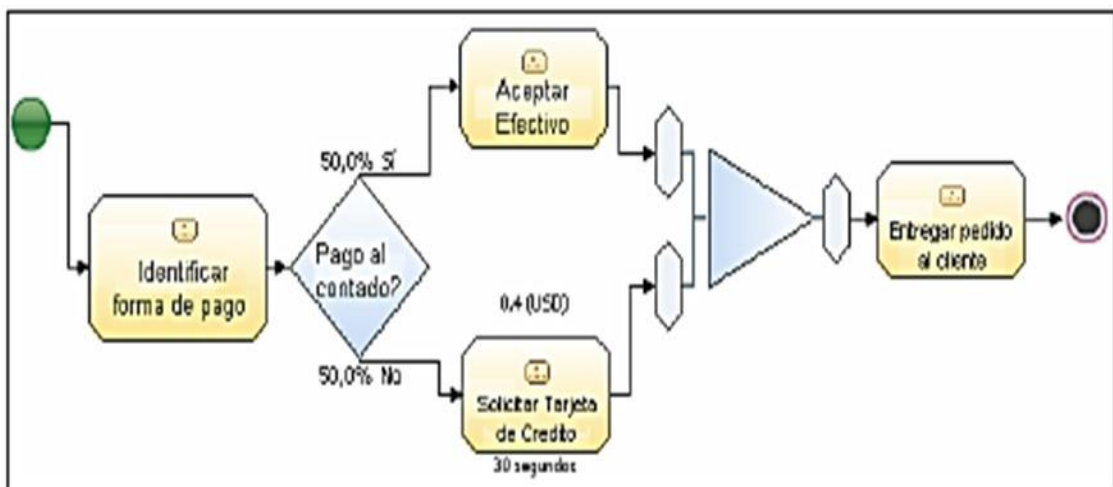 Identificar
forma de pago
50,0% Sí
Pago al
contado?
50,0% No
Aceptar
Efectivo
0.4 (USD)
Solicitar Tarjeta
de Credito
30 segundos
Entregar pedido
al cliente